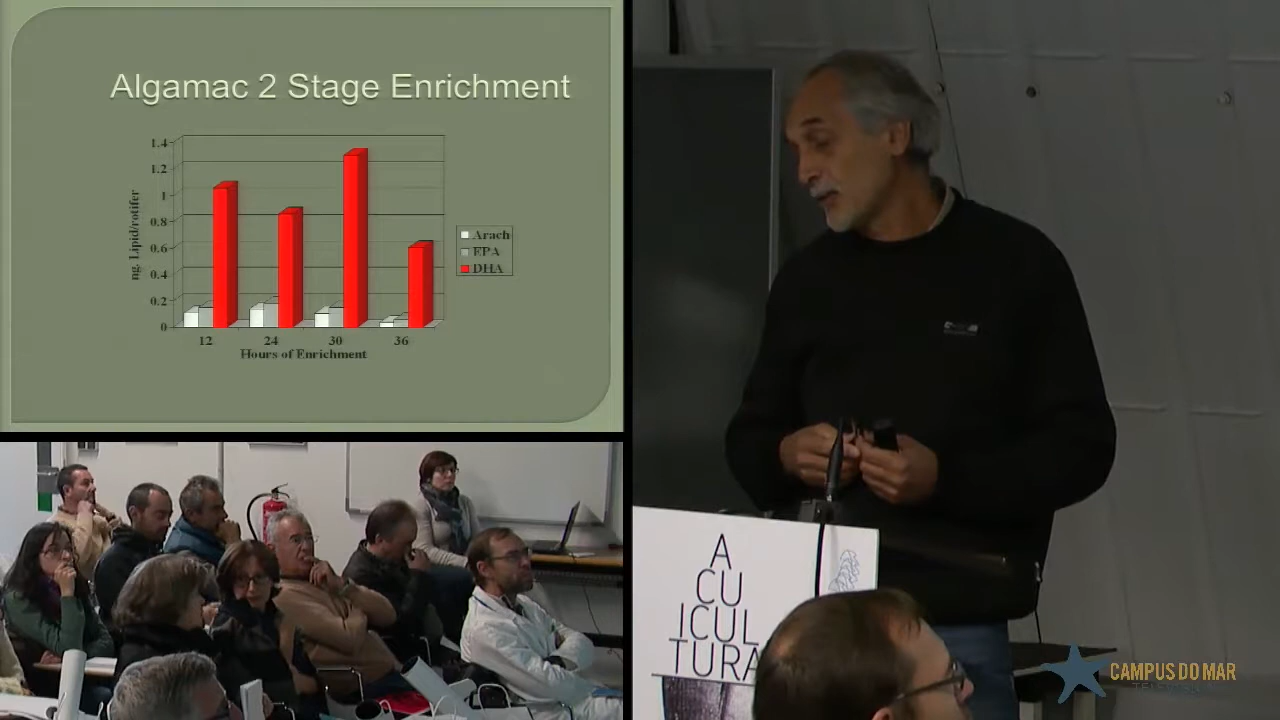 Algamac 2 Stage Enrichment
1.4
1.2
1
0.8
0.6
0.4
0.2
0
ng. Lipid/rotifer
12 24 30 36
Hours of Enrichment
Arach
EPA
DHA
A
CU
ICUL
TURA
CAMPUS DO MAR